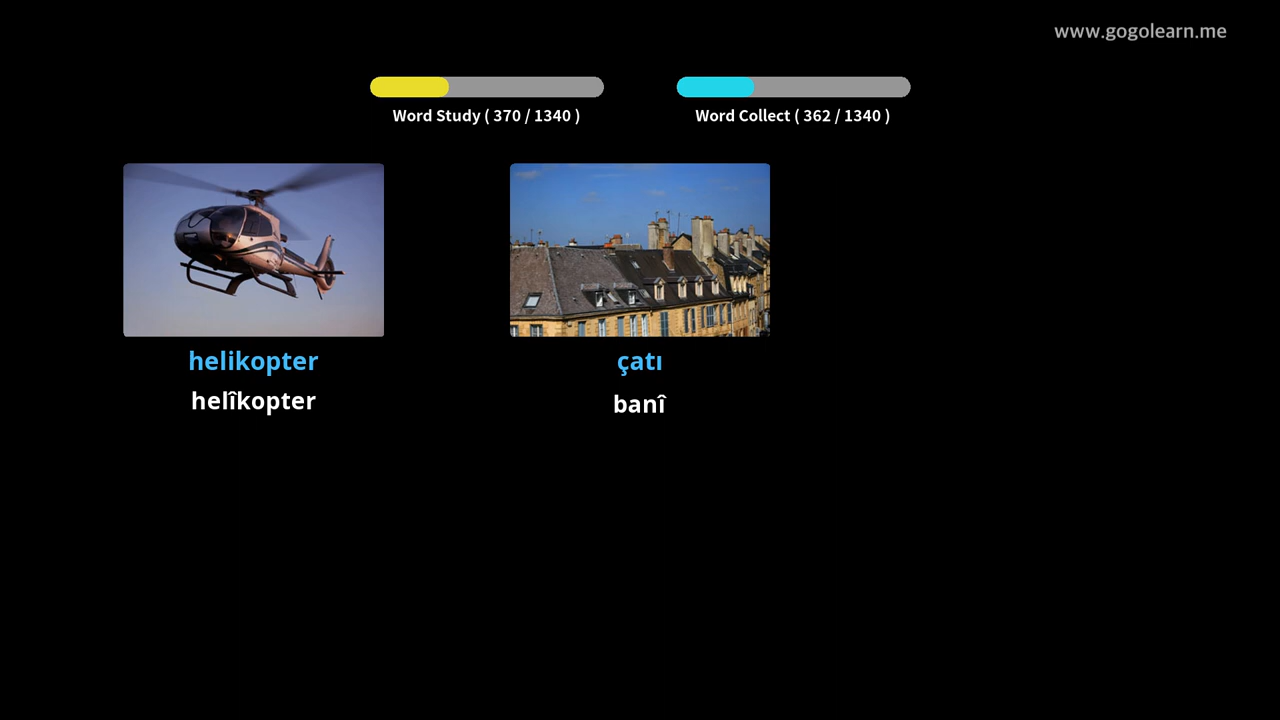 www.gogolearn.me
Word Study ( 370 / 1340 )
Word Collect ( 362 / 1340 )
helikopter
helîkopter
çatı
banî